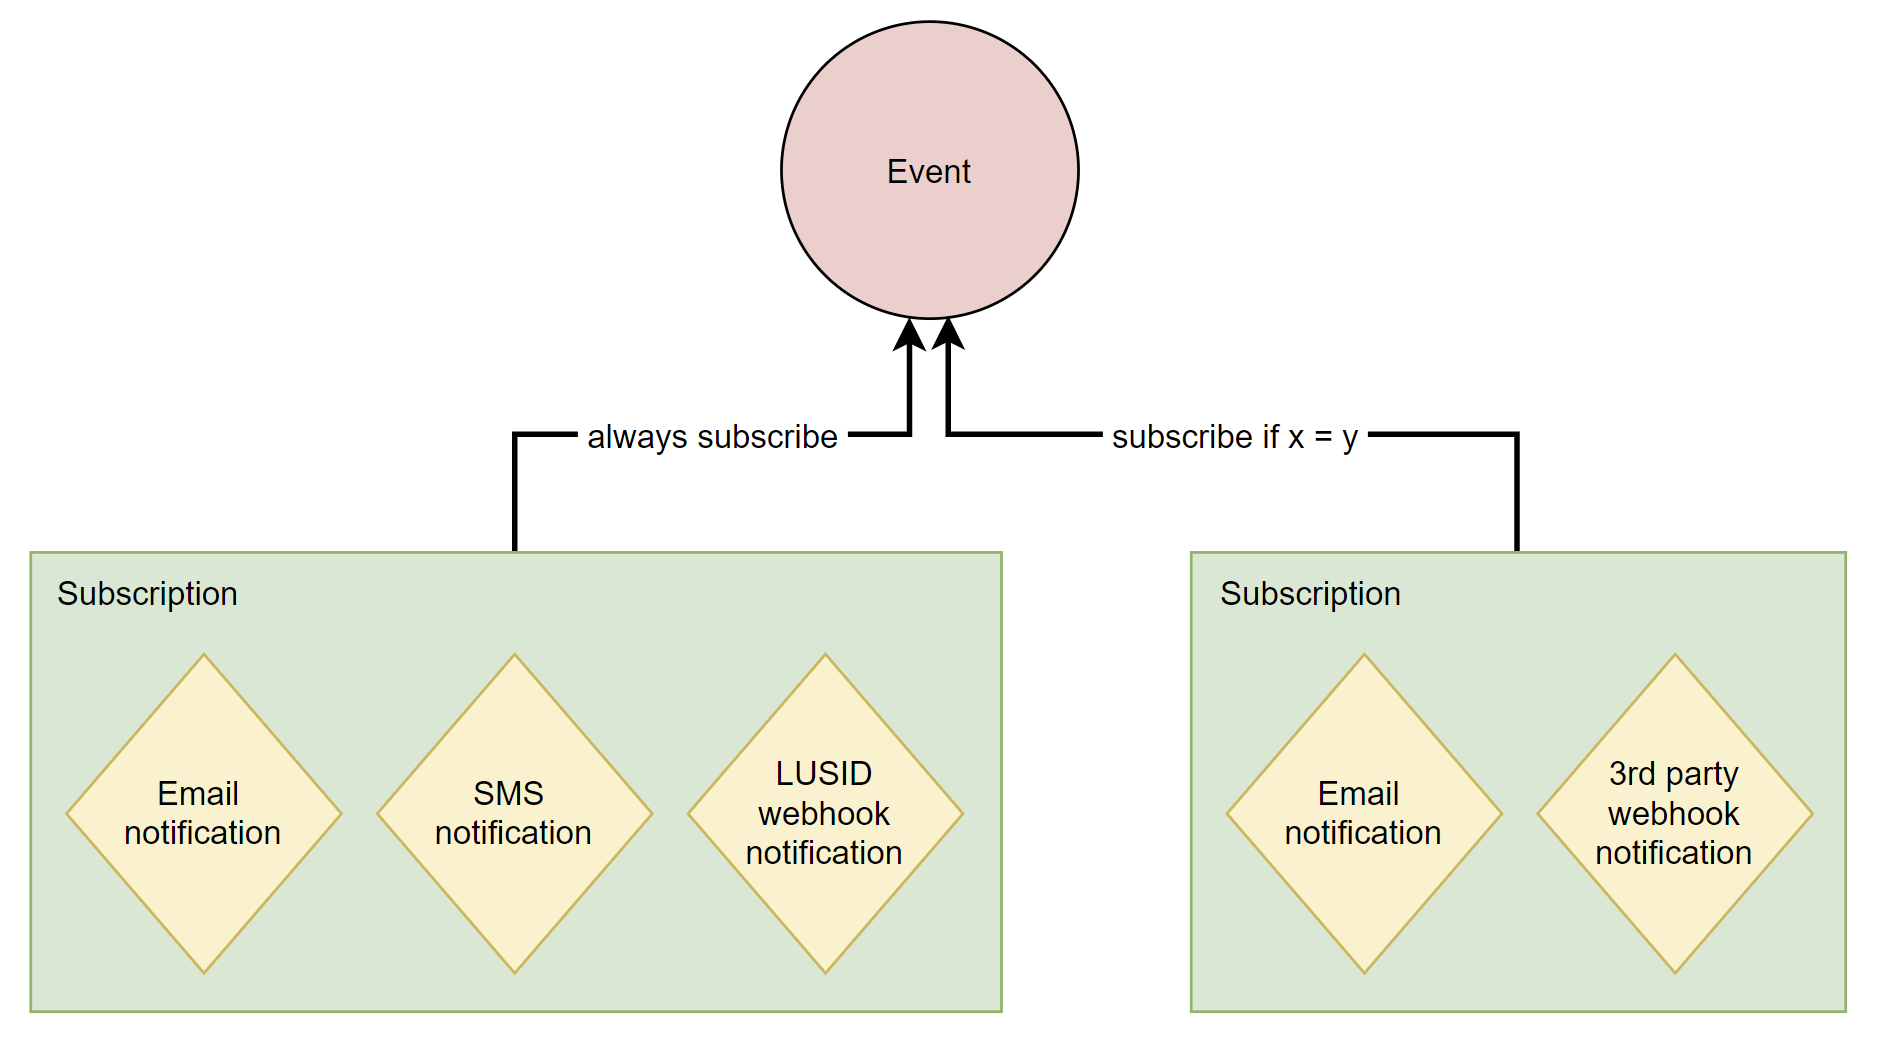 Event
always subscribe
subscribe if x = y
Subscription
Email
notification
SMS
notification
LUSID
webhook
notification
Subscription
Email
notification
3rd party
webhook
notification